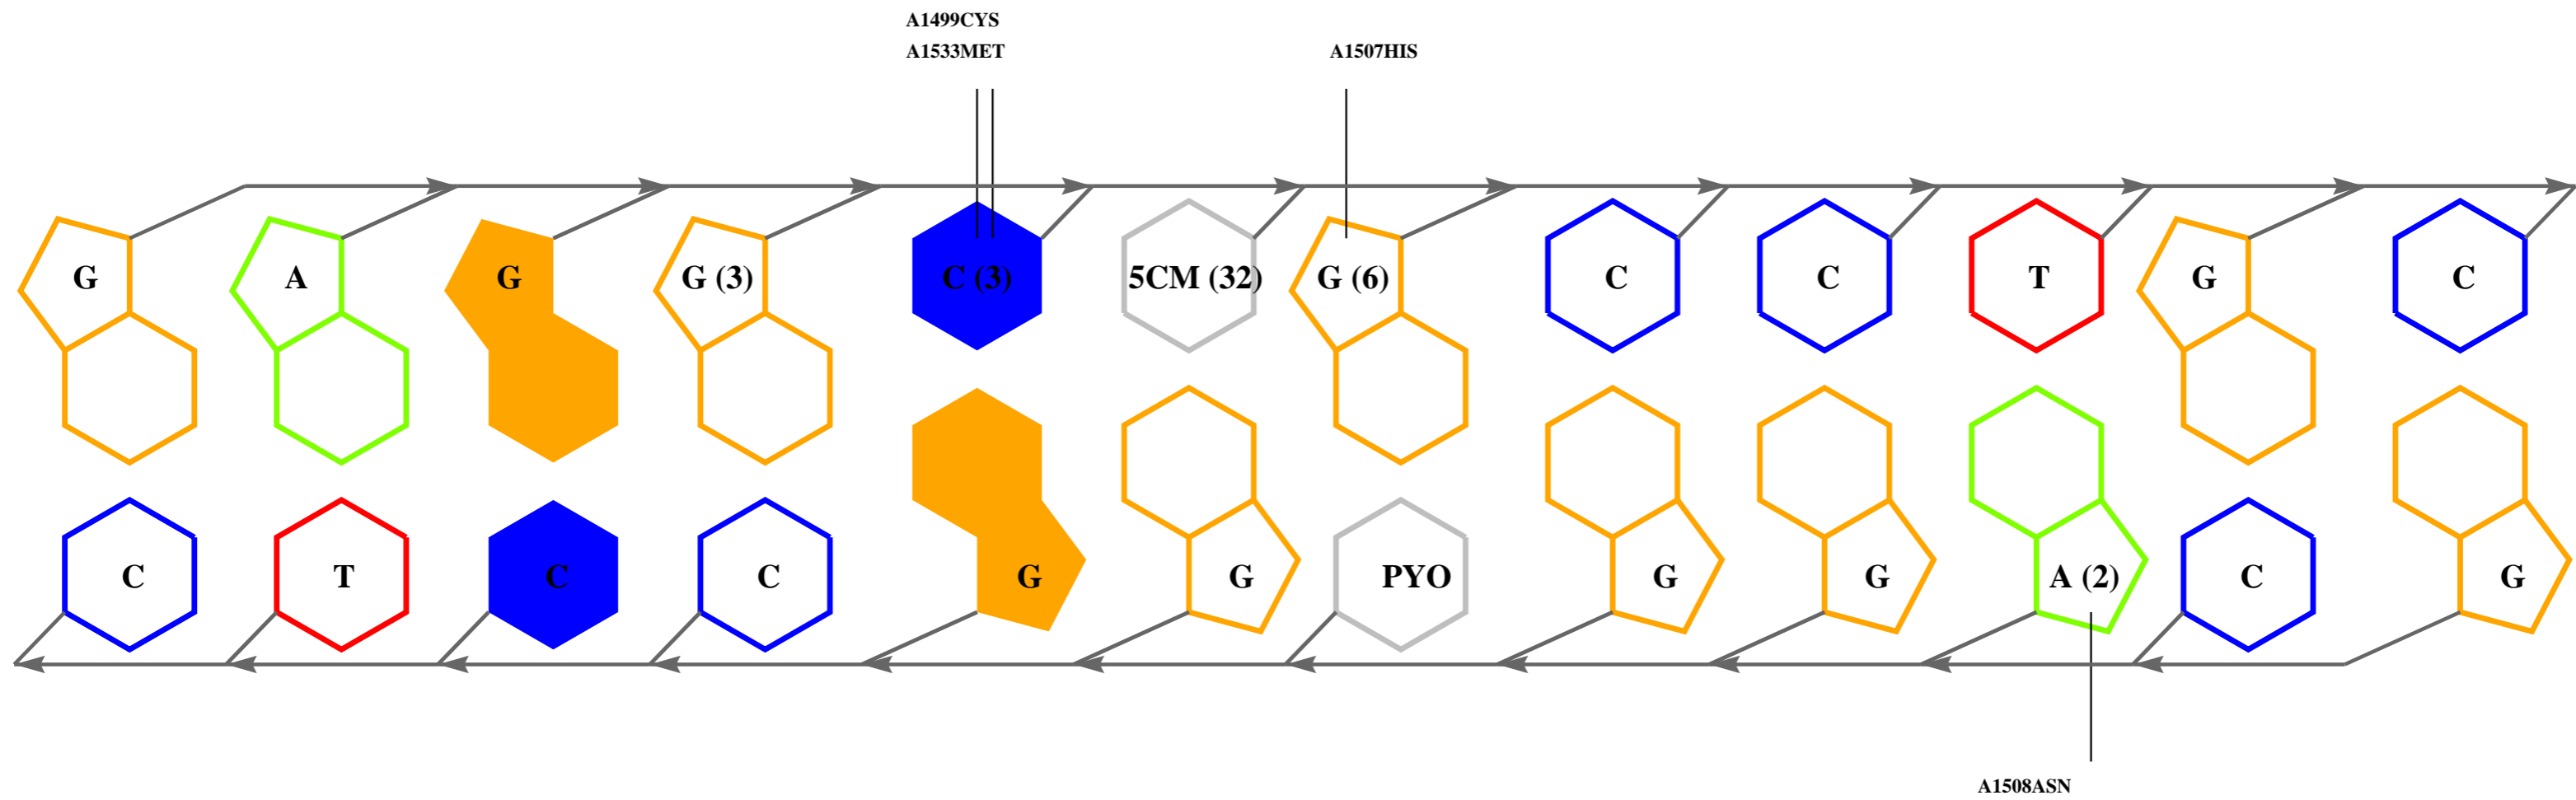 A1499CYS
A1533MET A1507HIS
G A G G (3) C (3) 5CM (32) G (6) C C T G C
C T C C G G PYO G G A (2) C G
A1508ASN